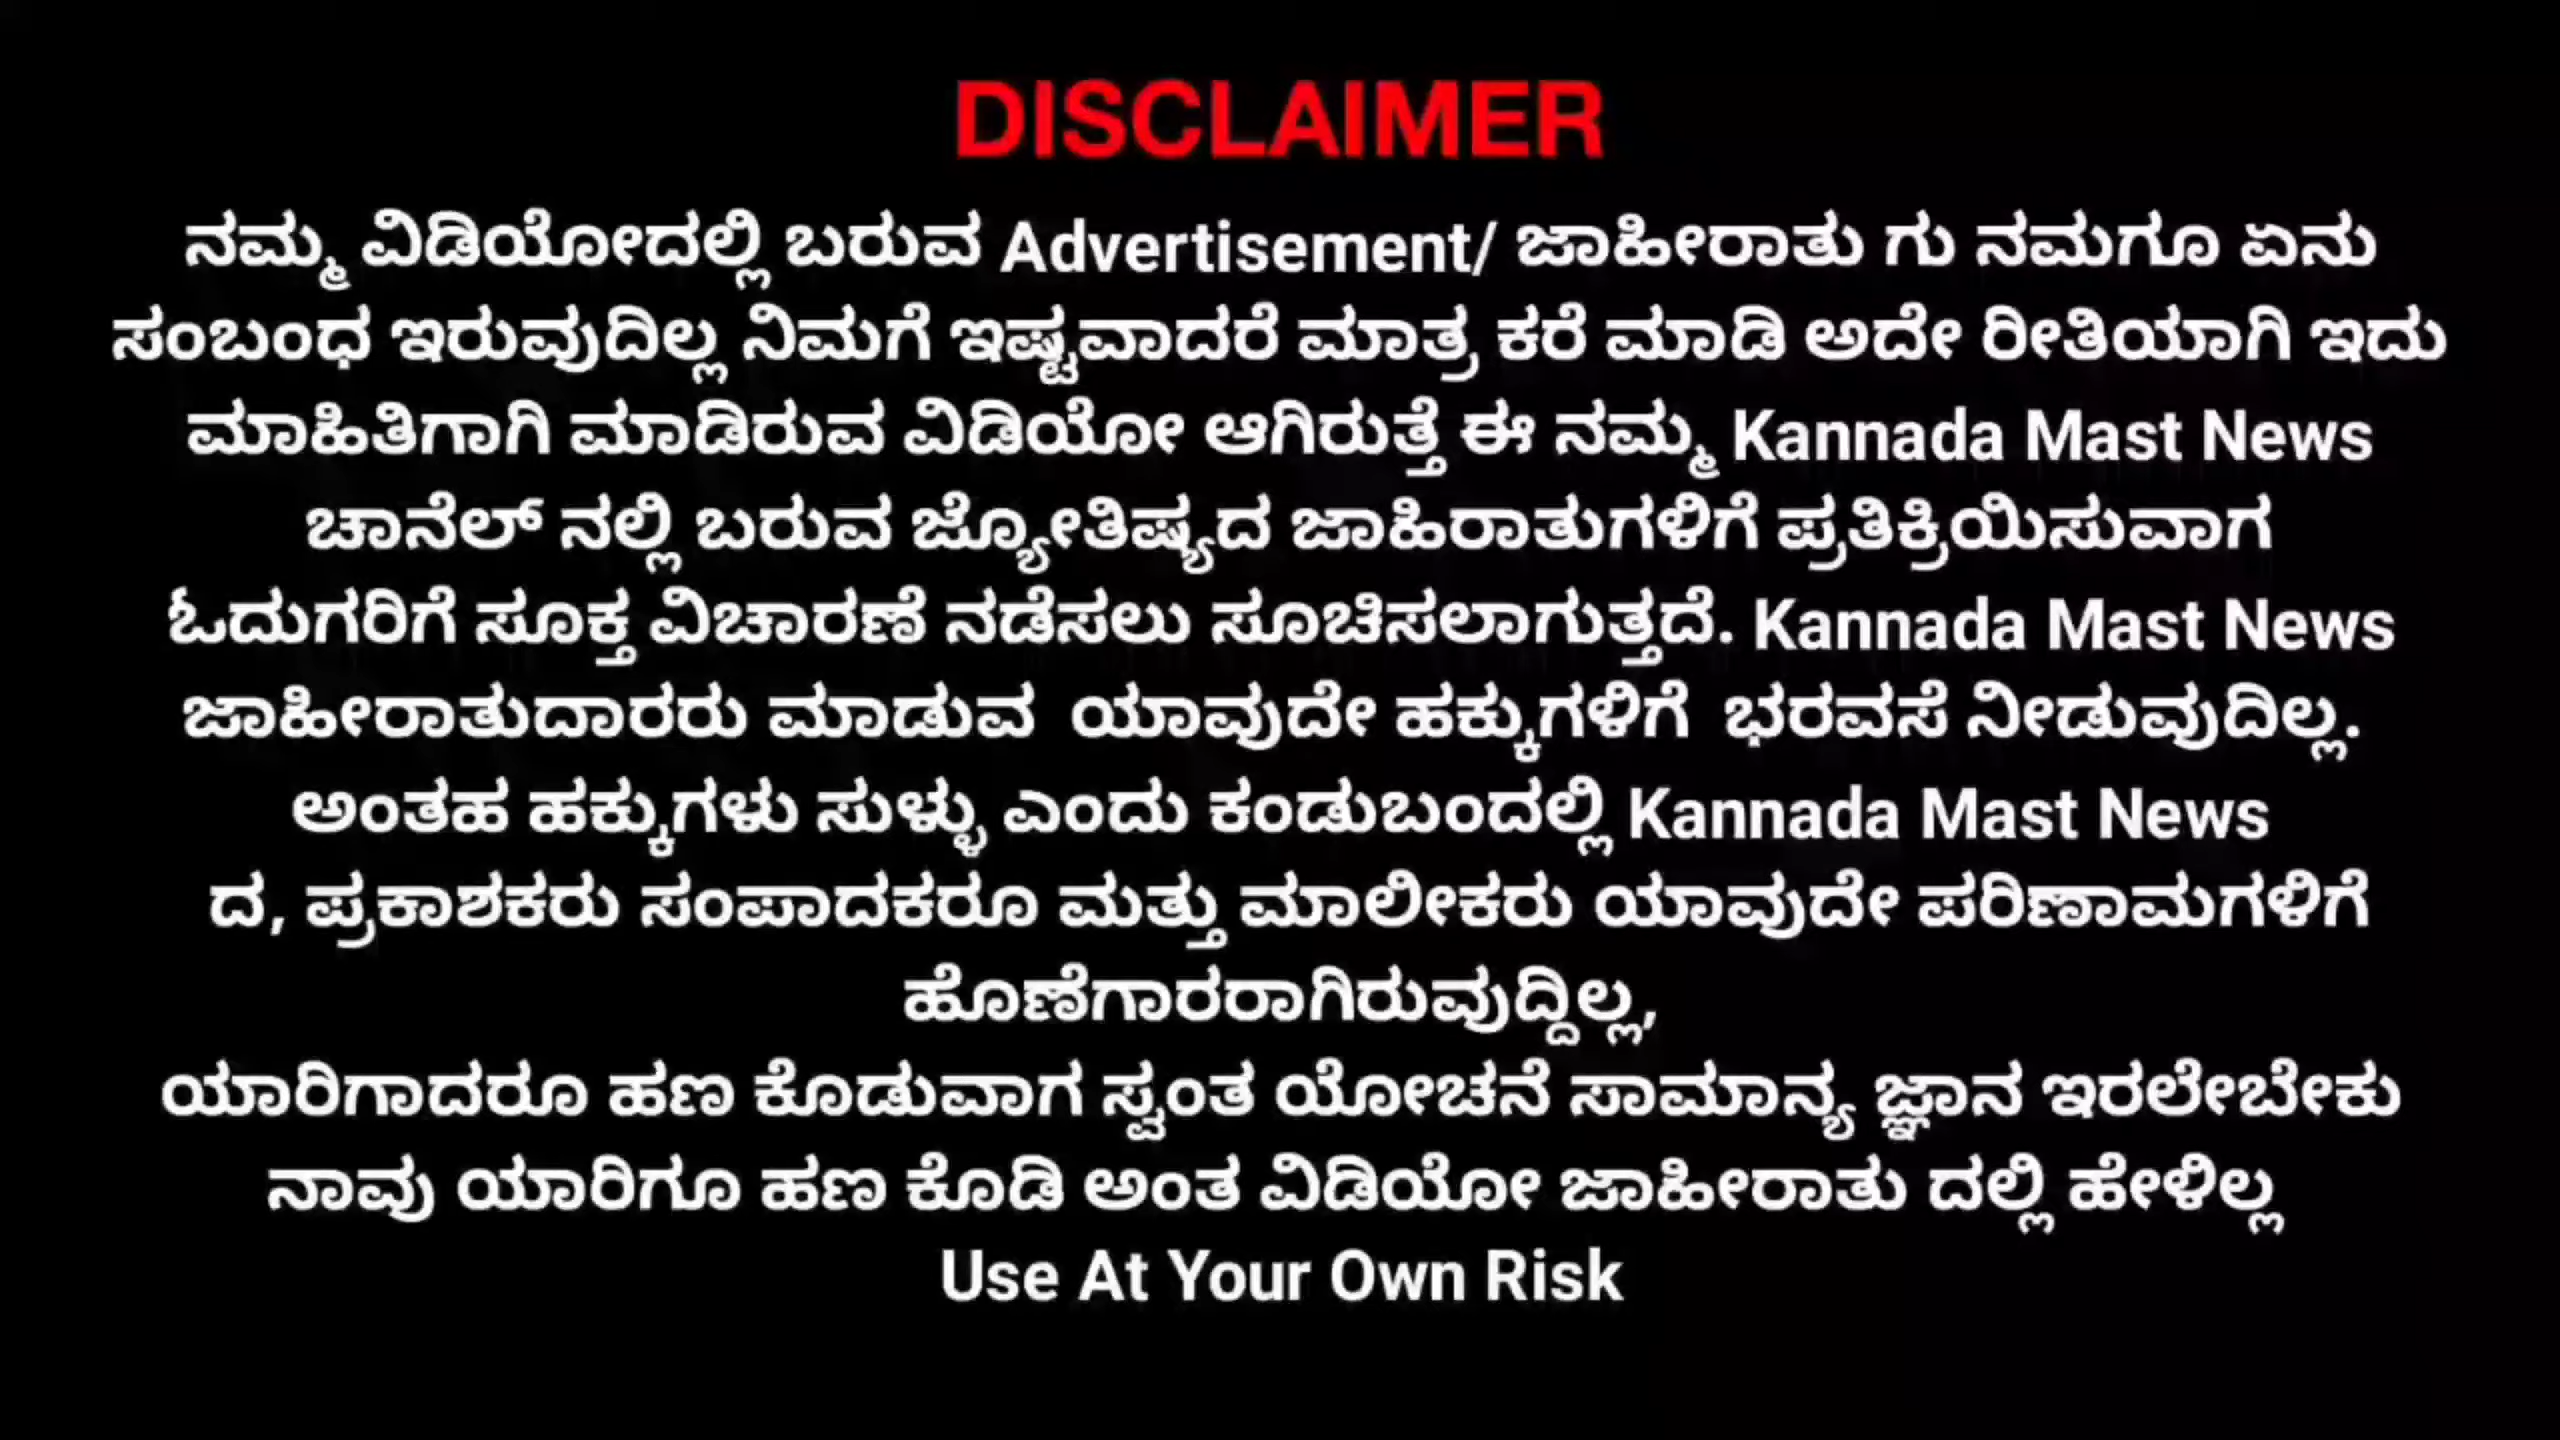 DISCLAIMER
ನಮ್ಮ ವಿಡಿಯೋದಲ್ಲಿ ಬರುವ Advertisement/ ಜಾಹೀರಾತು ಗು ನಮಗೂ ಏನು
ಸಂಬಂಧ ಇರುವುದಿಲ್ಲ ನಿಮಗೆ ಇಷ್ಟವಾದರೆ ಮಾತ್ರ ಕರೆ ಮಾಡಿ ಅದೇ ರೀತಿಯಾಗಿ ಇದು
ಮಾಹಿತಿಗಾಗಿ ಮಾಡಿರುವ ವಿಡಿಯೋ ಆಗಿರುತ್ತೆ ಈ ನಮ್ಮ Kannada Mast News
ಚಾನೆಲ್ ನಲ್ಲಿ ಬರುವ ಜ್ಯೋತಿಷ್ಯದ ಜಾಹಿರಾತುಗಳಿಗೆ ಪ್ರತಿಕ್ರಿಯಿಸುವಾಗ
ಓದುಗರಿಗೆ ಸೂಕ್ತ ವಿಚಾರಣೆ ನಡೆಸಲು ಸೂಚಿಸಲಾಗುತ್ತದೆ. Kannada Mast News
ಜಾಹೀರಾತುದಾರರು ಮಾಡುವ ಯಾವುದೇ ಹಕ್ಕುಗಳಿಗೆ ಭರವಸೆ ನೀಡುವುದಿಲ್ಲ.
ಅಂತಹ ಹಕ್ಕುಗಳು ಸುಳ್ಳು ಎಂದು ಕಂಡುಬಂದಲ್ಲಿ Kannada Mast News
ದ, ಪ್ರಕಾಶಕರು ಸಂಪಾದಕರೂ ಮತ್ತು ಮಾಲೀಕರು ಯಾವುದೇ ಪರಿಣಾಮಗಳಿಗೆ
ಹೊಣೆಗಾರರಾಗಿರುವುದ್ದಿಲ್ಲ,
ಯಾರಿಗಾದರೂ ಹಣ ಕೊಡುವಾಗ ಸ್ವಂತ ಯೋಚನೆ ಸಾಮಾನ್ಯ ಜ್ಞಾನ ಇರಲೇಬೇಕು
ನಾವು ಯಾರಿಗೂ ಹಣ ಕೊಡಿ ಅಂತ ವಿಡಿಯೋ ಜಾಹೀರಾತು ದಲ್ಲಿ ಹೇಳಿಲ್ಲ
Use At Your Own Risk